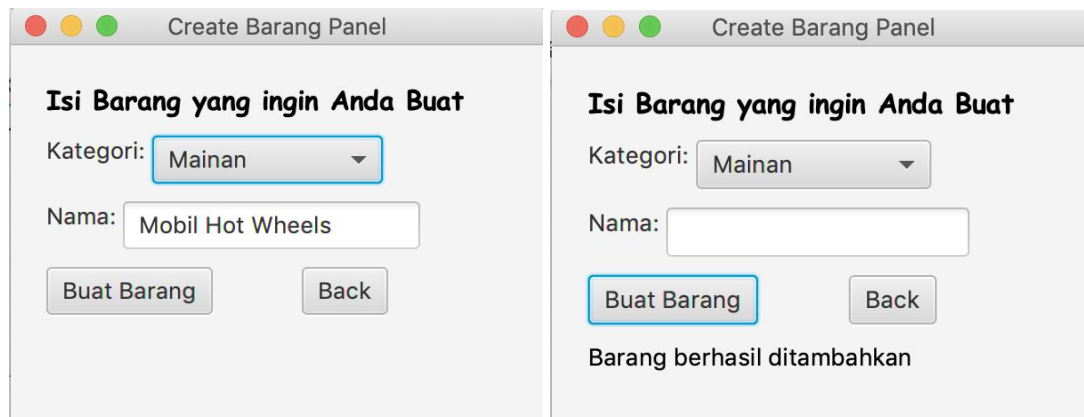 Create Barang Panel
Isi Barang yang ingin Anda Buat
Kategori: Mainan
Nama: Mobil Hot Wheels
Buat Barang Back
Create Barang Panel
Isi Barang yang ingin Anda Buat
Kategori: Mainan
Nama:
Buat Barang Back
Barang berhasil ditambahkan